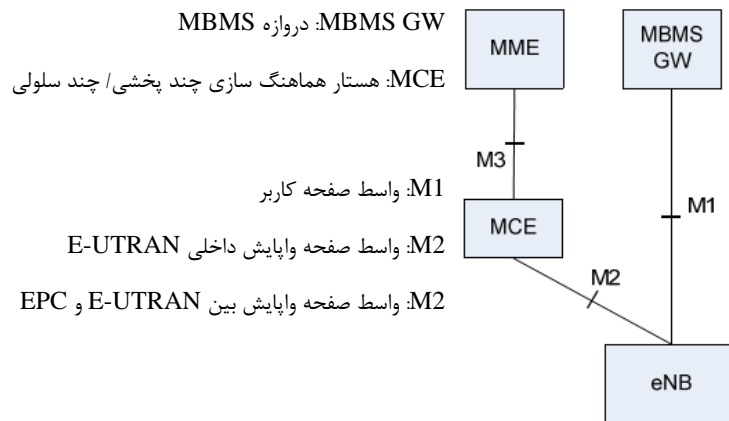 MBMS GW: دروازه MBMS
MCE: هستار هماهنگ سازی چند پخشی/ چند سلولی
M1: واسط صفحه کاربر
M2: واسط صفحه واپایش داخلی E-UTRAN
M2: واسط صفحه واپایش بین E-UTRAN و EPC
MME
MBMS
GW
M3
MCE
M1
M2
eNB